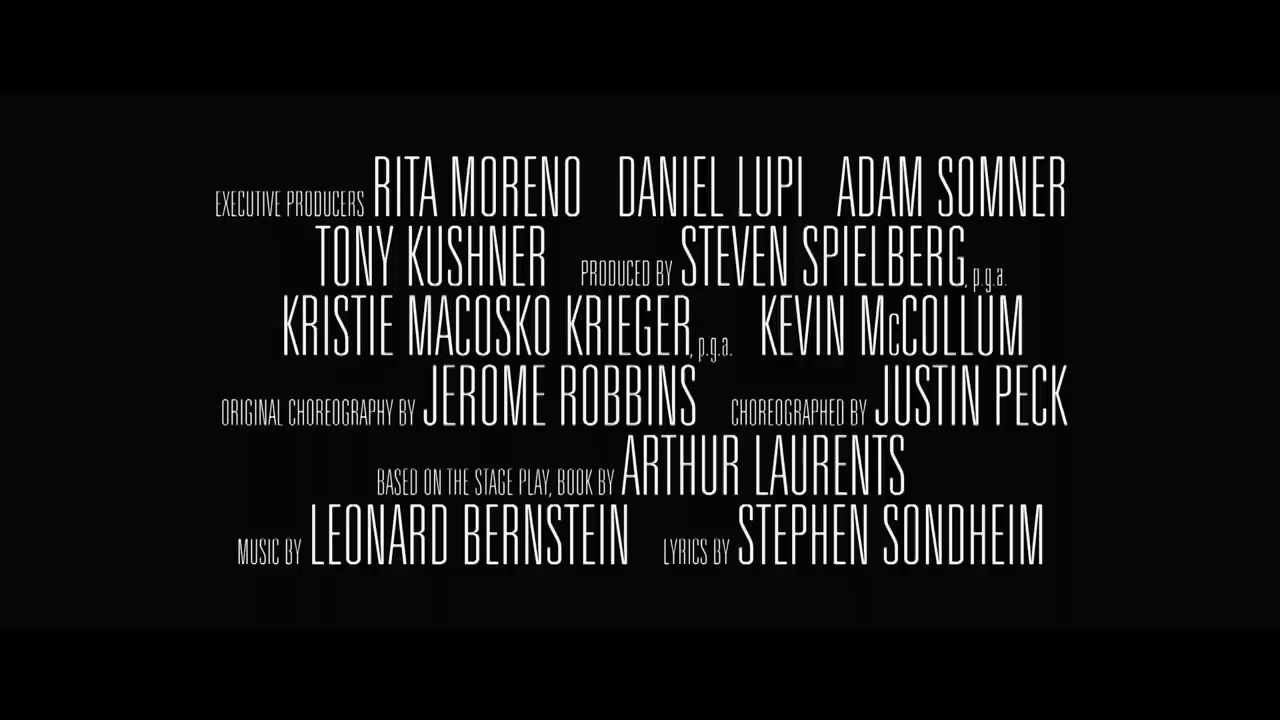 EXECUTIVE PRODUCERS RITA MORENO DANIEL LUPI ADAM SOMNER
TONY KUSHNER PRODUCED BY STEVEN SPIELBERG, p.g.a.
KRISTIE MACOSKO KRIEGER, p.g.a. KEVIN McCOLLUM
ORIGINAL CHOREOGRAPHY BY JEROME ROBBINS CHOREOGRAPHED BY JUSTIN PECK
BASED ON THE STAGE PLAY, BOOK BY ARTHUR LAURENTS
MUSIC BY LEONARD BERNSTEIN LYRICS BY STEPHEN SONDHEIM